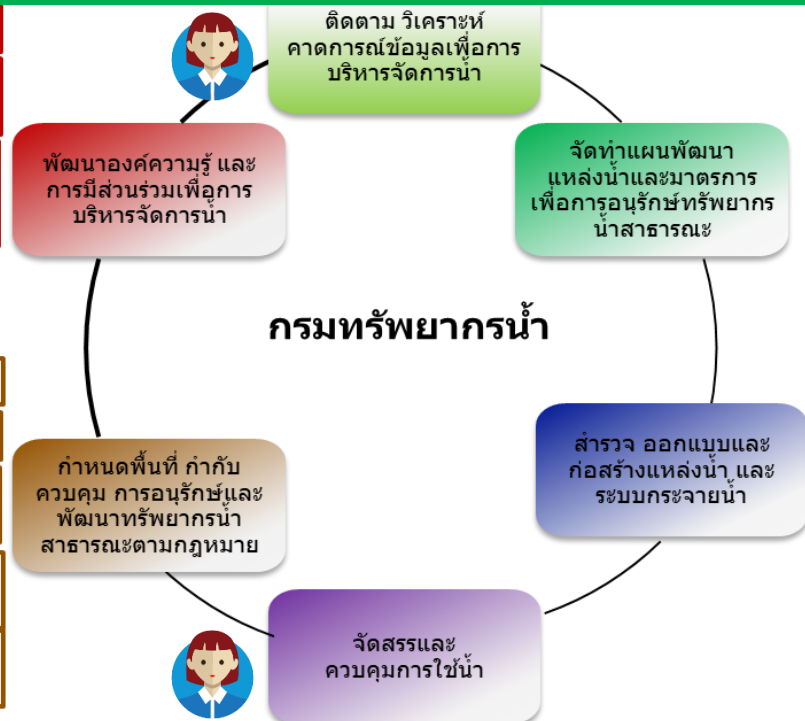 ติดตาม วิเคราะห์
คาดการณ์ข้อมูลเพื่อการ
บริหารจัดการน้ำ
จัดทำแผนพัฒนา
แหล่งน้ำและมาตรการ
เพื่อการอนุรักษ์ทรัพยากร
น้ำสาธารณะ
พัฒนาองค์ความรู้ และ
การมีส่วนร่วมเพื่อการ
บริหารจัดการน้ำ
กรมทรัพยากรน้ำ
สำรวจ ออกแบบและ
ก่อสร้างแหล่งน้ำ และ
ระบบกระจายน้ำ
กำหนดพื้นที่ กำกับ
ควบคุม การอนุรักษ์และ
พัฒนาทรัพยากรน้ำ
สาธารณะตามกฎหมาย
จัดสรรและ
ควบคุมการใช้น้ำ